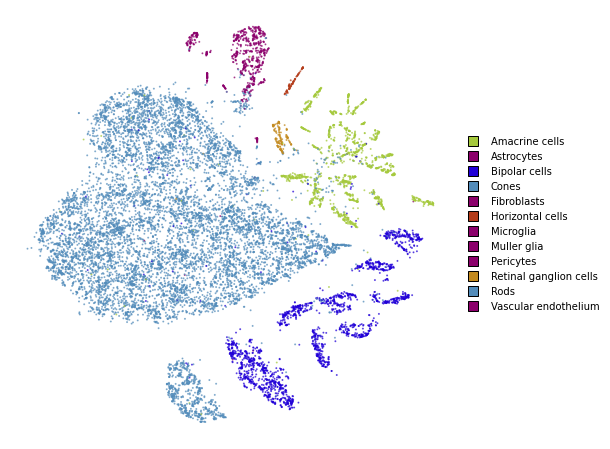 Amacrine cells
Astrocytes
Bipolar cells
Cones
Fibroblasts
Horizontal cells
Microglia
Muller glia
Pericytes
Retinal ganglion cells
Rods
Vascular endothelium